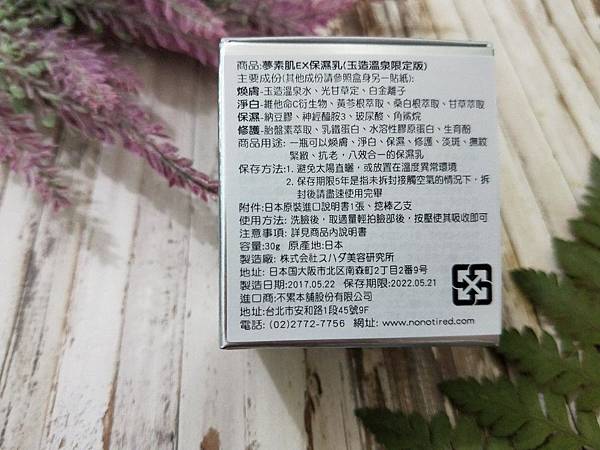 商品:夢素肌EX保濕乳(玉造溫泉限定版)
主要成份(其他成份請參照盒身另一貼紙):
煥膚-玉造溫泉水、光甘草定、白金離子
淨白-維他命C衍生物、黃芩根萃取、桑白根萃取、甘草萃取
保濕-納豆膠、神經醯胺3、玻尿酸、角鯊烷
修護-胎盤素萃取、乳鐵蛋白、水溶性膠原蛋白、生育酚
商品用途: 一瓶可以煥膚、淨白、保濕、修護、淡斑、撫紋
緊緻、抗老，八效合一的保濕乳
保存方法:1. 避免太陽直曬，或放置在溫度異常環境
2. 保存期限5年是指未拆封接觸空氣的情況下，拆
封後請盡速使用完畢
附件:日本原裝進口說明書1張、挖棒乙支
使用方法: 洗臉後，取適量輕拍臉部後，按壓使其吸收即可
注意事項: 詳見商品內說明書
容量:30g 原產地:日本
製造廠: 株式会社スハダ美容研究所
地址: 日本国大阪市北区南森町2丁目2番9号
製造日期:2017.05.22 保存期限:2022.05.21
進口商:不累本舖股份有限公司
地址:台北市安和路1段45號9F
電話: (02)2772-7756 網址: www.nonotired.com